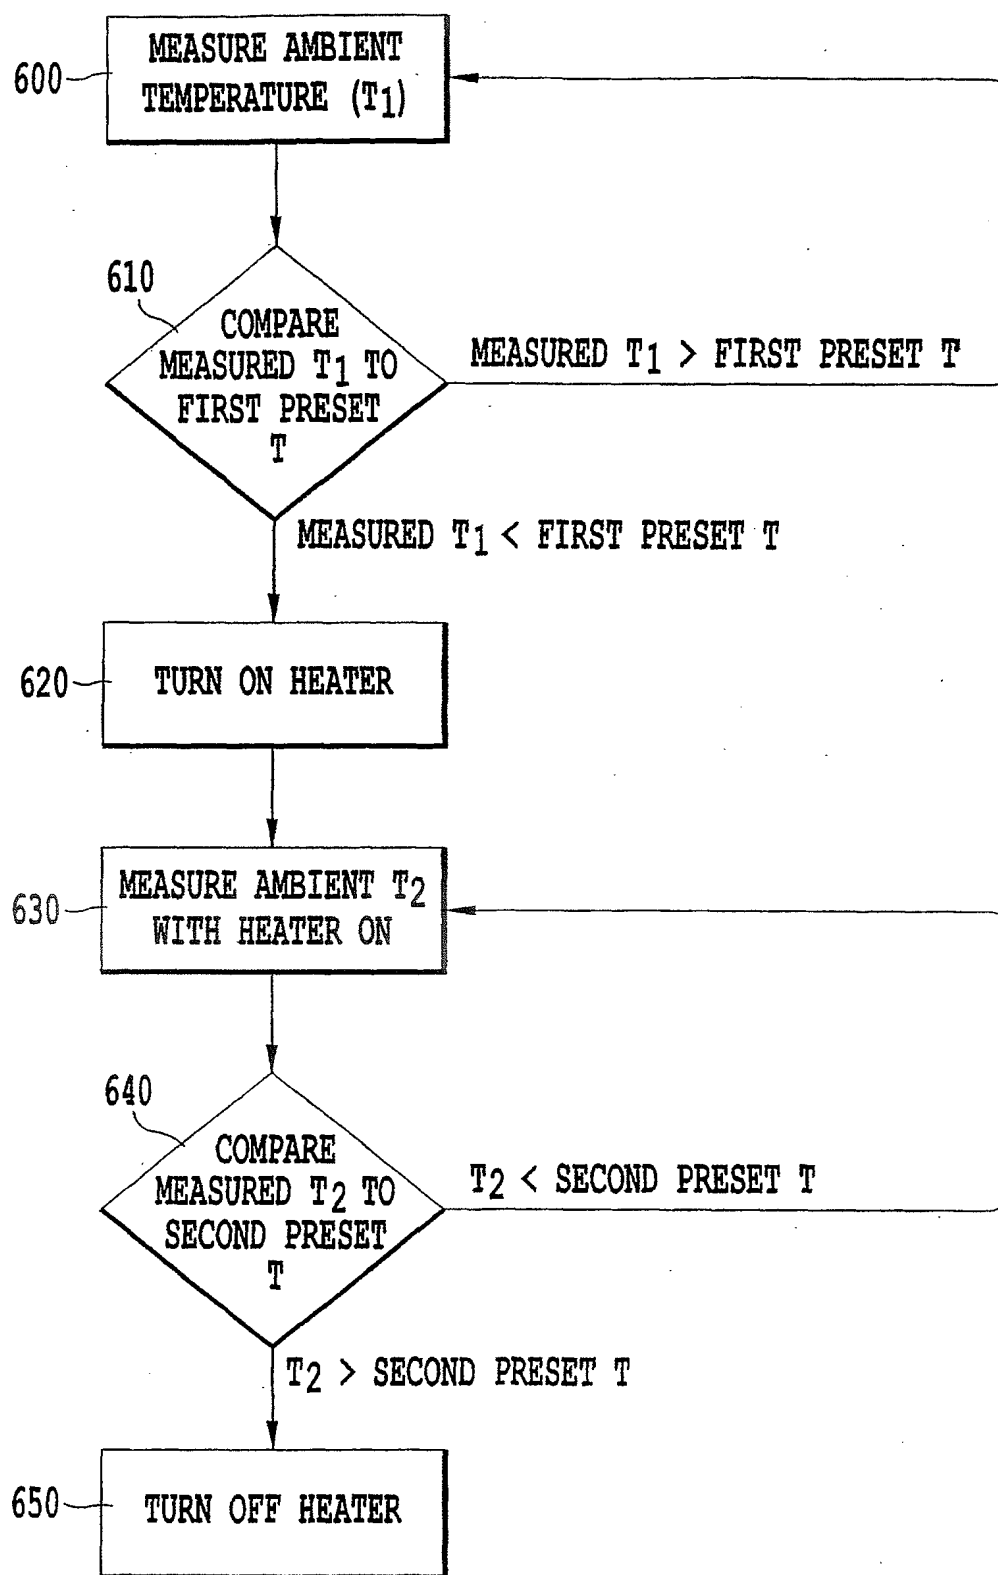 MEASURE AMBIENT
TEMPERATURE (T1)
600
610
COMPARE
MEASURED T1 TO
FIRST PRESET
T
MEASURED T1 > FIRST PRESET T
MEASURED T1 < FIRST PRESET T
620
TURN ON HEATER
630
MEASURE AMBIENT T2
WITH HEATER ON
640
COMPARE
MEASURED T2 TO
SECOND PRESET
T
T2 < SECOND PRESET T
T2 > SECOND PRESET T
650
TURN OFF HEATER